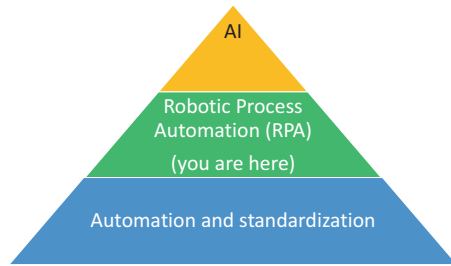 AI
Robotic Process
Automation (RPA)
(you are here)
Automation and standardization